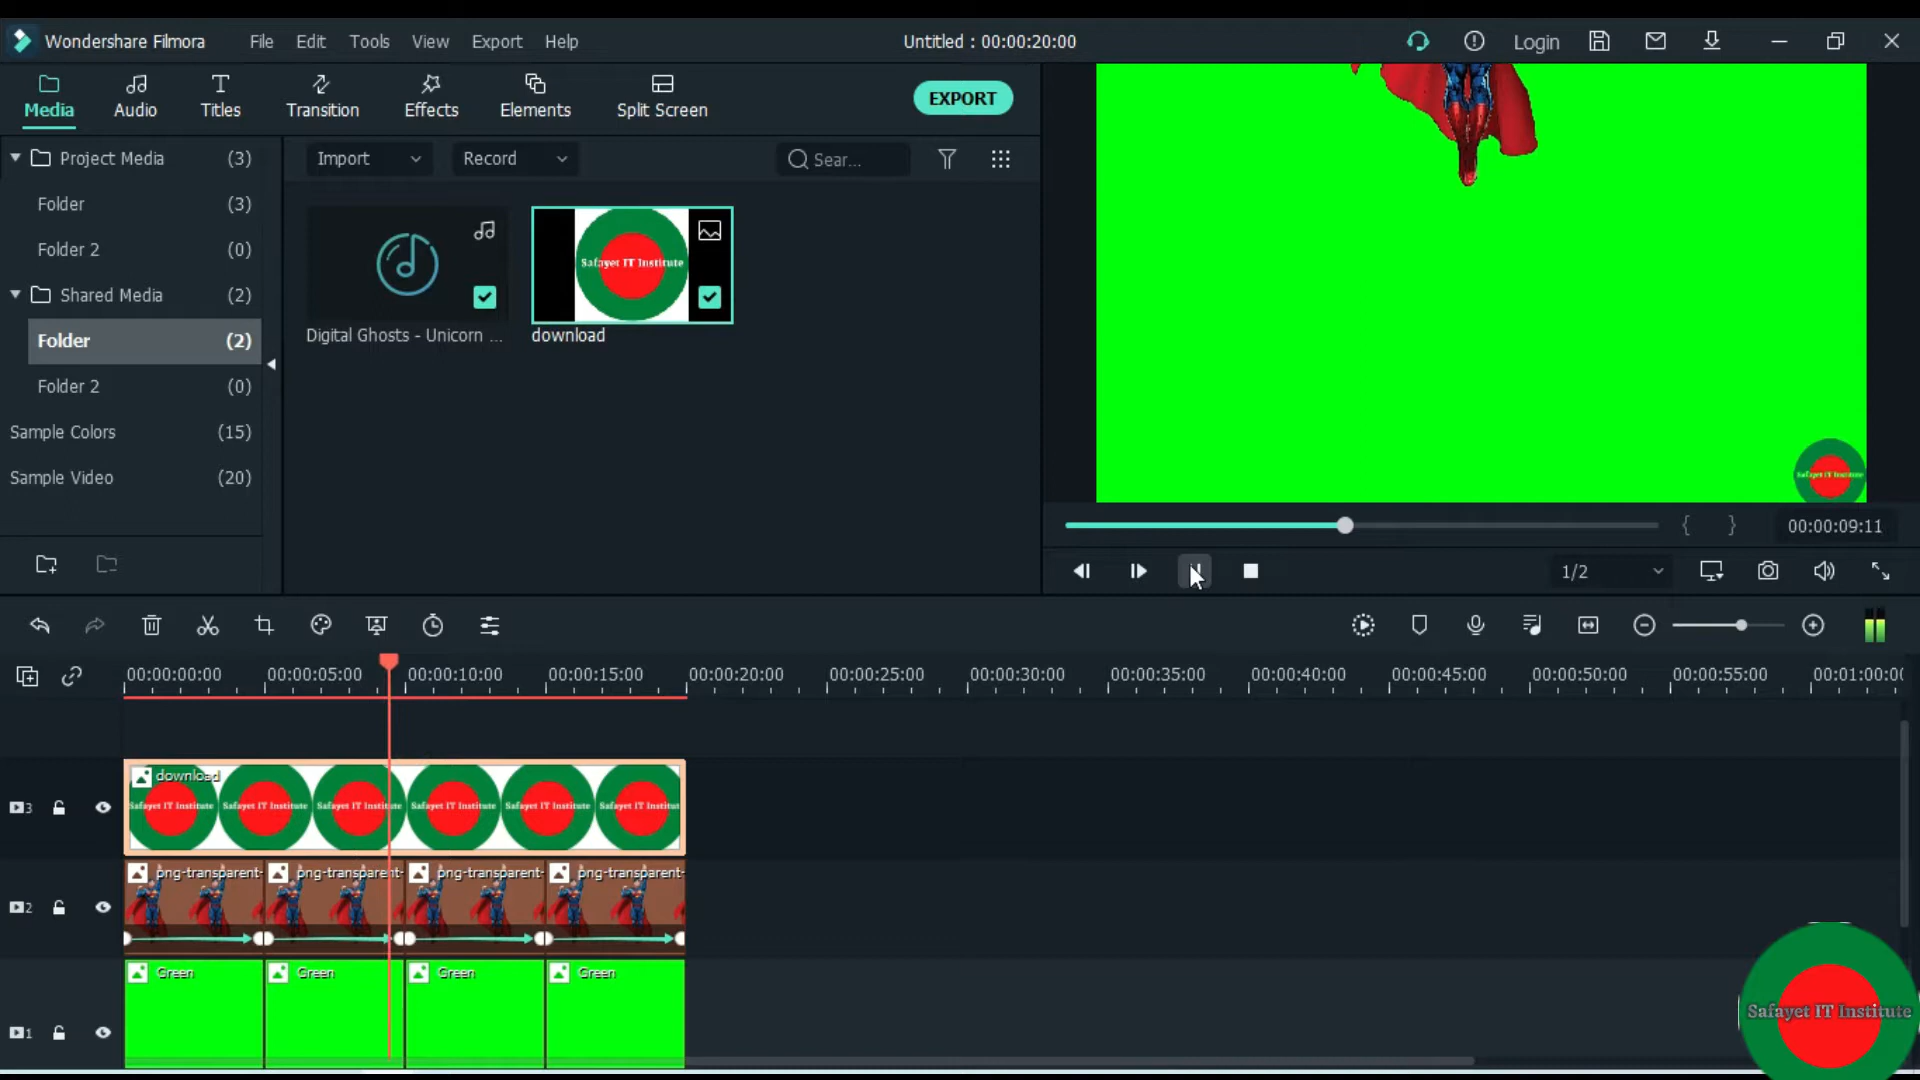 Wondershare Filmora File Edit Tools View Export Help Untitled : 00:00:20:00 Login
Media Audio Titles Transition Effects Elements Split Screen EXPORT
Project Media (3)
Folder (3)
Folder 2 (0)
Shared Media (2)
Folder (2)
Folder 2 (0)
Sample Colors (15)
Sample Video (20)
Import Record Sear...
Safayet IT Institute
Digital Ghosts - Unicorn ... download
Safayet IT Institute
{ } 00:00:09:11
1/2
00:00:00:00 00:00:05:00 00:00:10:00 00:00:15:00 00:00:20:00 00:00:25:00 00:00:30:00 00:00:35:00 00:00:40:00 00:00:45:00 00:00:50:00 00:00:55:00 00:01:00:0
download
3 Safayet IT Institute Safayet IT Institute Safayet IT Institute Safayet IT Institute Safayet IT Institute Safayet IT Institu
png-transparent- png-transparent- png-transparent- png-transparent-
2
Green Green Green Green
1
Safayet IT Institute